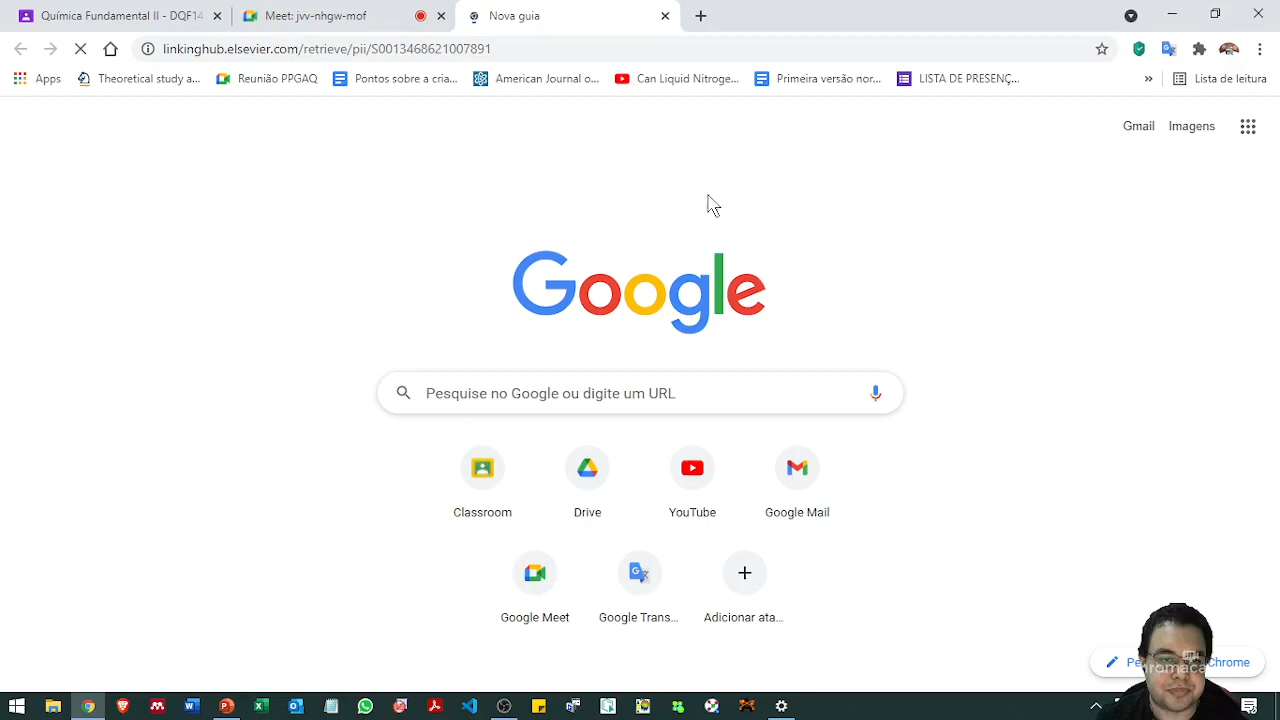 Química Fundamental II - DQF14
Meet: jvv-nhgw-mof
Nova guia
linkinghub.elsevier.com/retrieve/pii/S0013468621007891
Apps
Theoretical study a...
Reunião PPGAQ
Pontos sobre a cria...
American Journal o...
Can Liquid Nitroge...
Primeira versão nor...
LISTA DE PRESENÇ...
»
Lista de leitura
Gmail
Imagens
Google
Pesquise no Google ou digite um URL
Classroom
Drive
YouTube
Google Mail
Google Meet
Google Trans...
Adicionar ata...
Chrome